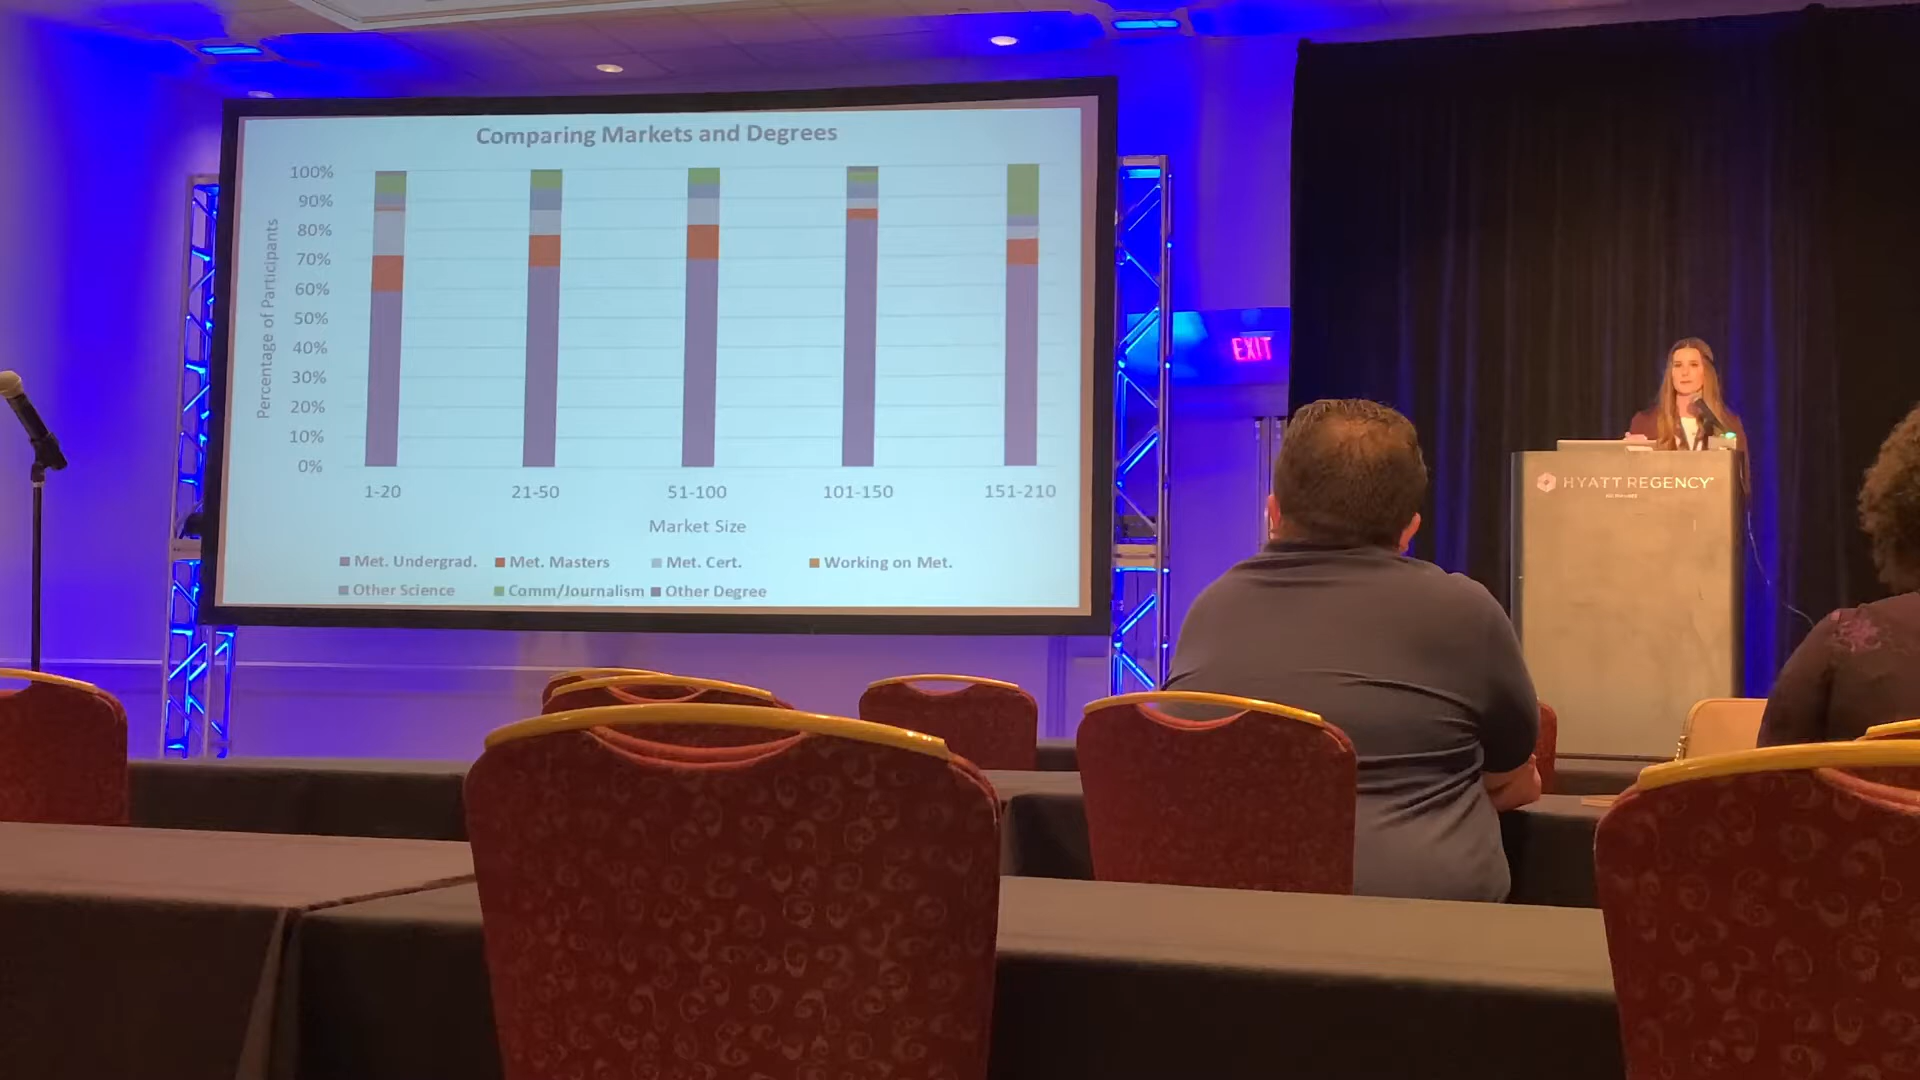 Comparing Markets and Degrees
100%
90%
80%
70%
60%
50%
40%
30%
20%
10%
0%
Percentage of Participants
1-20 21-50 51-100 101-150 151-210
Market Size
Met. Undergrad. Met. Masters Met. Cert. Working on Met.
Other Science Comm/Journalism Other Degree
EXIT
HYATT REGENCY